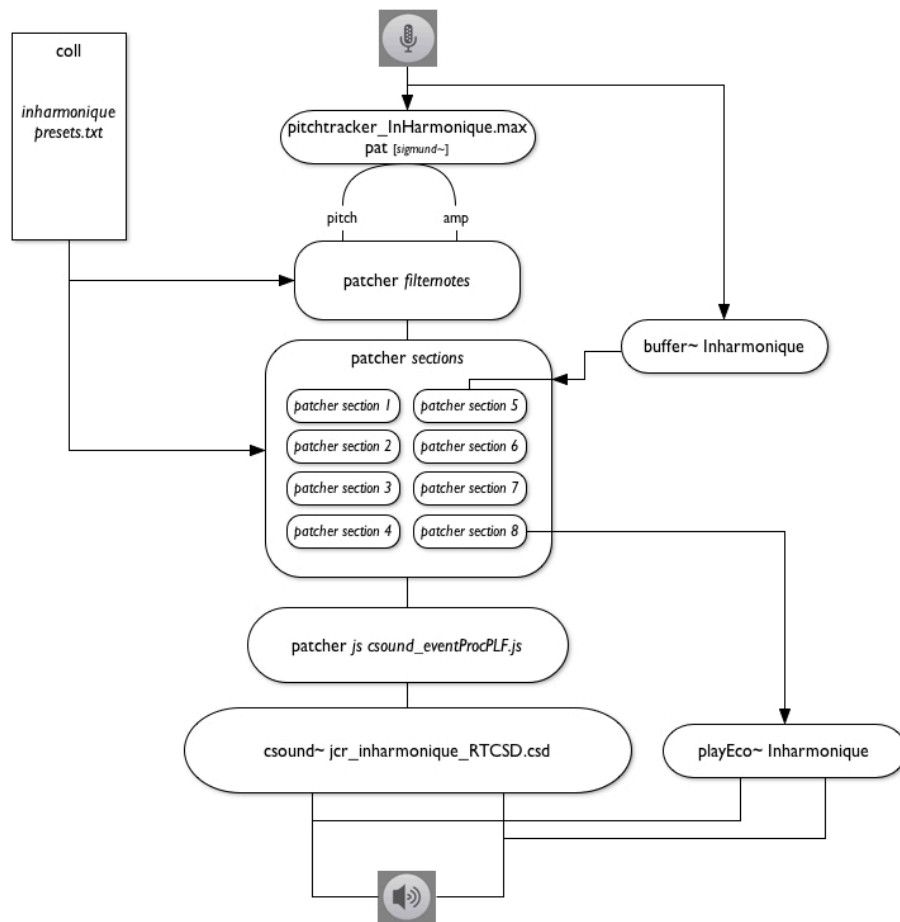 coll
inharmonique
presets.txt
pitchtracker_InHarmonique.max
pat [sigmund~]
pitch
amp
patcher filternotes
buffer~ Inharmonique
patcher sections
patcher section 1
patcher section 5
patcher section 2
patcher section 6
patcher section 3
patcher section 7
patcher section 4
patcher section 8
patcher js csound_eventProcPLF.js
csound~ jcr_inharmonique_RTCSD.csd
playEco~ Inharmonique